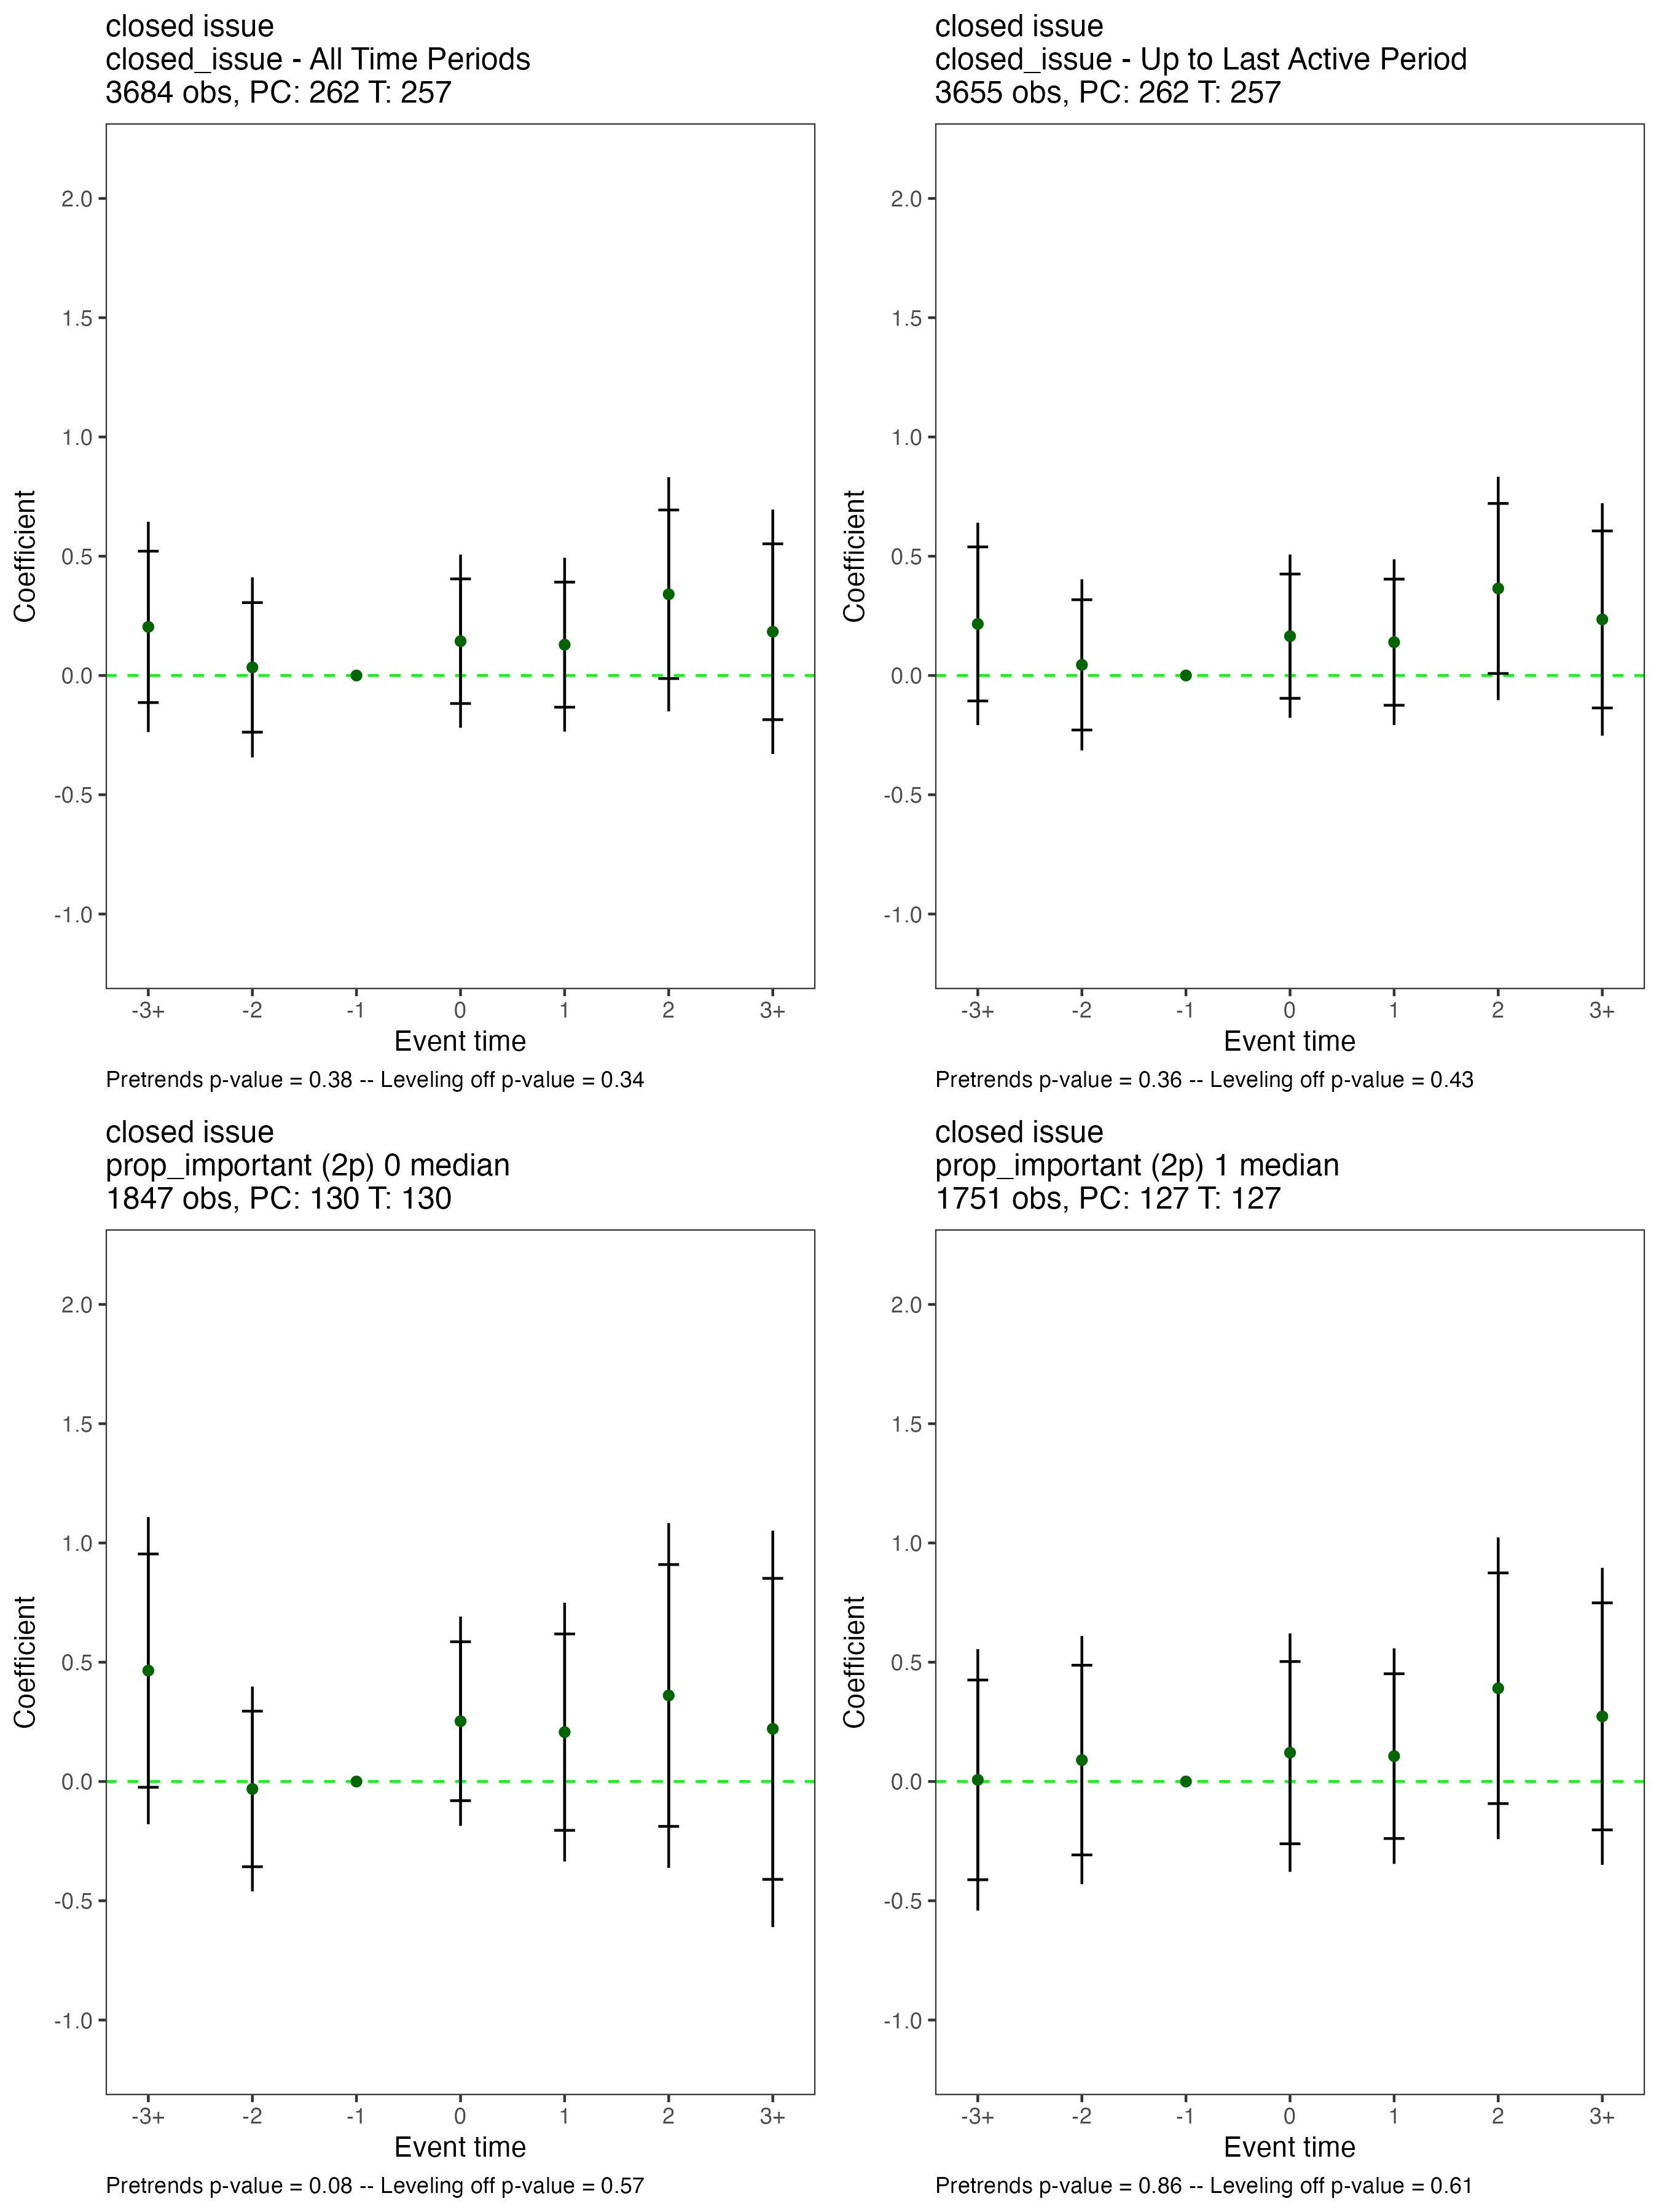 closed issue
closed_issue - All Time Periods
3684 obs, PC: 262 T: 257
2.0
1.5
1.0
0.5
0.0
-0.5
-1.0
Coefficient
-3+ -2 -1 0 1 2 3+
Event time
Pretrends p-value = 0.38 -- Leveling off p-value = 0.34
closed issue
closed_issue - Up to Last Active Period
3655 obs, PC: 262 T: 257
2.0
1.5
1.0
0.5
0.0
-0.5
-1.0
Coefficient
-3+ -2 -1 0 1 2 3+
Event time
Pretrends p-value = 0.36 -- Leveling off p-value = 0.43
closed issue
prop_important (2p) 0 median
1847 obs, PC: 130 T: 130
2.0
1.5
1.0
0.5
0.0
-0.5
-1.0
Coefficient
-3+ -2 -1 0 1 2 3+
Event time
Pretrends p-value = 0.08 -- Leveling off p-value = 0.57
closed issue
prop_important (2p) 1 median
1751 obs, PC: 127 T: 127
2.0
1.5
1.0
0.5
0.0
-0.5
-1.0
Coefficient
-3+ -2 -1 0 1 2 3+
Event time
Pretrends p-value = 0.86 -- Leveling off p-value = 0.61